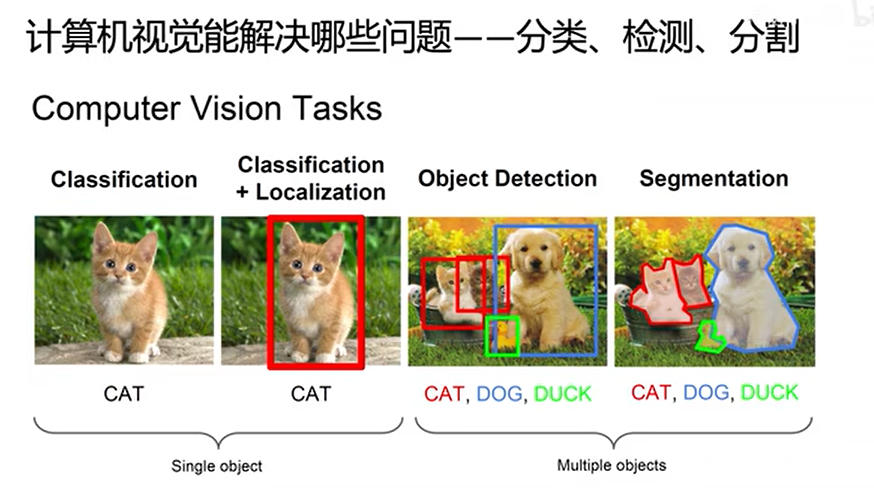 计算机视觉能解决哪些问题——分类、检测、分割
Computer Vision Tasks
Classification
Classification
+ Localization
Object Detection
Segmentation
CAT
CAT
CAT, DOG, DUCK
CAT, DOG, DUCK
Single object
Multiple objects